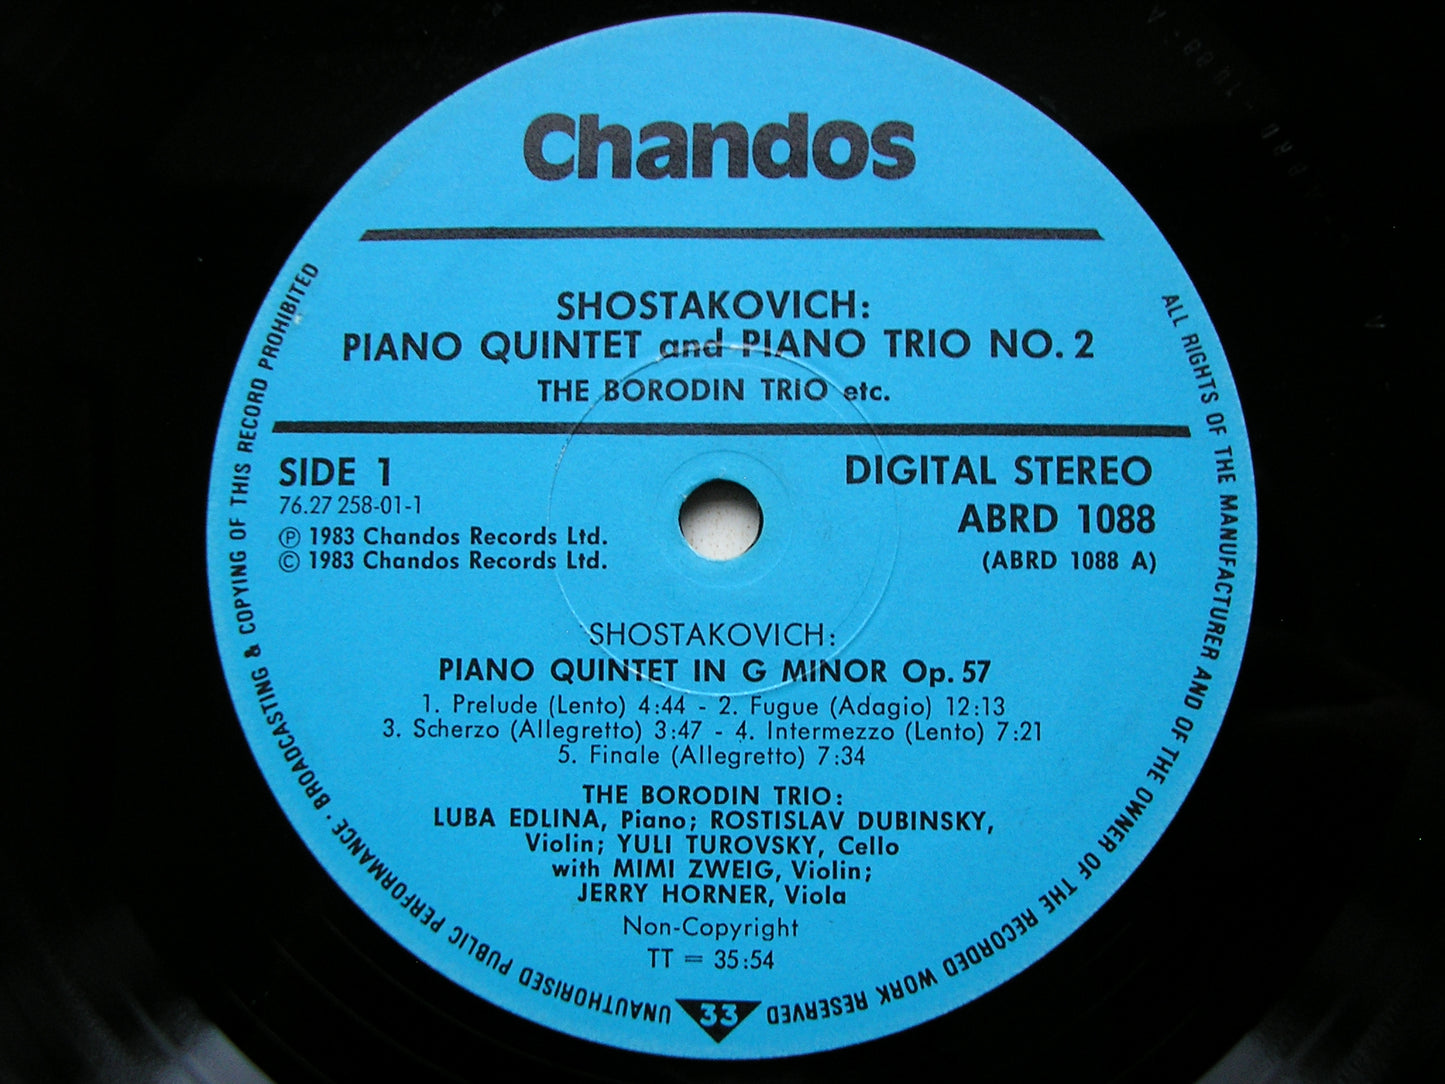 Chandos
SHOSTAKOVICH:
PIANO QUINTET and PIANO TRIO NO. 2
THE BORODIN TRIO etc.
SIDE 1
76.27 258-01-1
Ⓟ 1983 Chandos Records Ltd.
© 1983 Chandos Records Ltd.
DIGITAL STEREO
ABRD 1088
(ABRD 1088 A)
SHOSTAKOVICH:
PIANO QUINTET IN G MINOR Op. 57
1. Prelude (Lento) 4:44 - 2. Fugue (Adagio) 12:13
3. Scherzo (Allegretto) 3:47 - 4. Intermezzo (Lento) 7:21
5. Finale (Allegretto) 7:34
THE BORODIN TRIO:
LUBA EDLINA, Piano; ROSTISLAV DUBINSKY,
Violin; YULI TUROVSKY, Cello
with MIMI ZWEIG, Violin;
JERRY HORNER, Viola
Non-Copyright
TT = 35:54
33
ALL RIGHTS OF THE MANUFACTURER AND OF THE OWNER OF THE RECORDED WORK RESERVED
UNAUTHORISED PUBLIC PERFORMANCE · BROADCASTING & COPYING OF THIS RECORD PROHIBITED